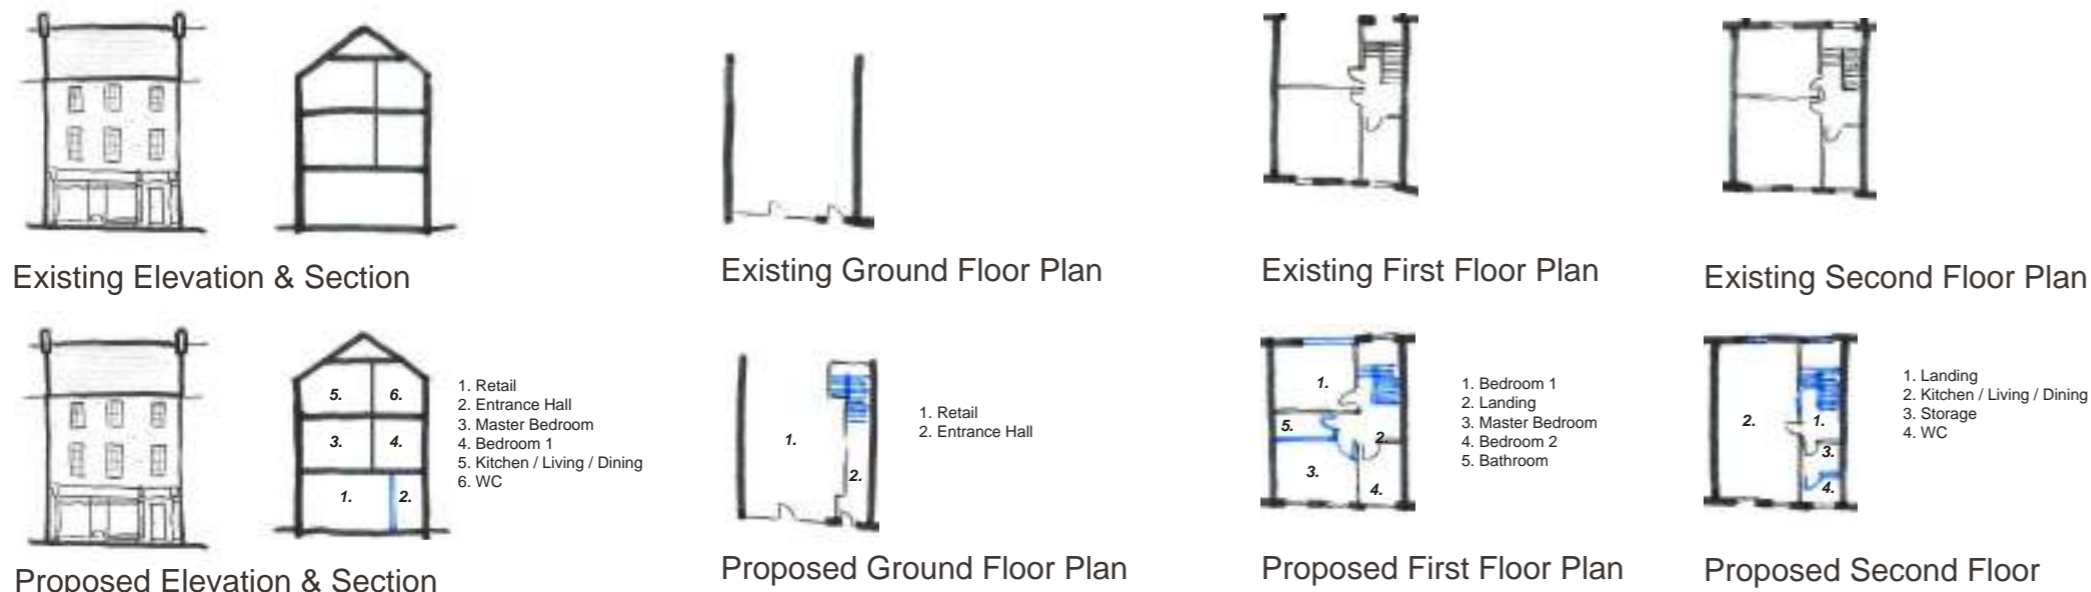 Existing Elevation & Section
Existing Ground Floor Plan
Existing First Floor Plan
Existing Second Floor Plan
5.
6.
3.
4.
1.
2.
1. Retail
2. Entrance Hall
3. Master Bedroom
4. Bedroom 1
5. Kitchen / Living / Dining
6. WC
Proposed Elevation & Section
1.
2.
1. Retail
2. Entrance Hall
Proposed Ground Floor Plan
1.
5.
2.
3.
4.
1. Bedroom 1
2. Landing
3. Master Bedroom
4. Bedroom 2
5. Bathroom
Proposed First Floor Plan
2.
1.
3.
4.
1. Landing
2. Kitchen / Living / Dining
3. Storage
4. WC
Proposed Second Floor